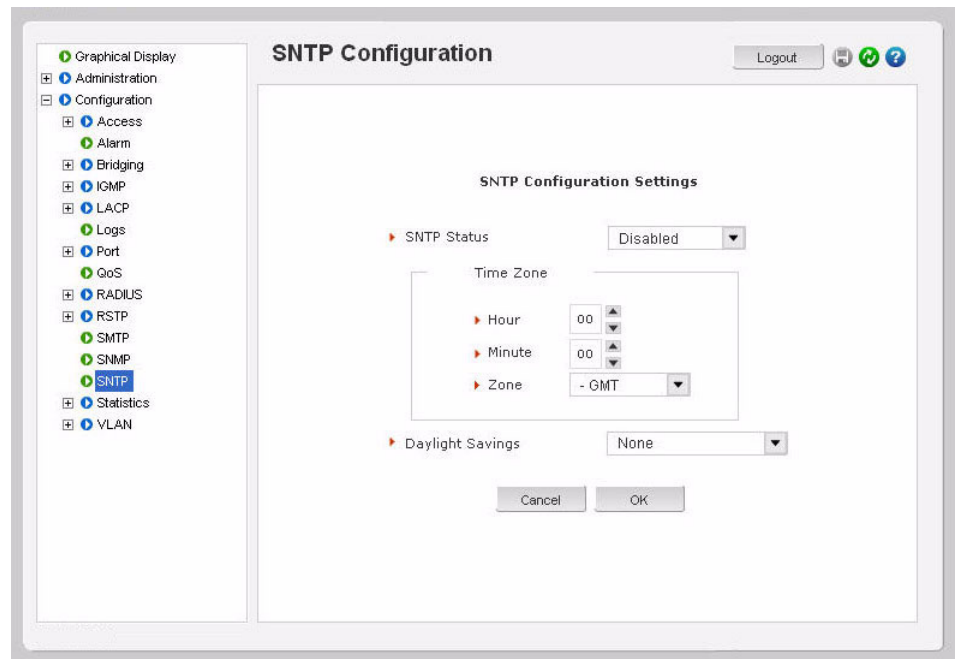 Graphical Display
Administration
Configuration
Access
Alarm
Bridging
IGMP
LACP
Logs
Port
QoS
RADIUS
RSTP
SMTP
SNMP
SNTP
Statistics
VLAN
SNTP Configuration
Logout
?
SNTP Configuration Settings
SNTP Status Disabled
Time Zone
Hour 00
Minute 00
Zone - GMT
Daylight Savings None
Cancel OK